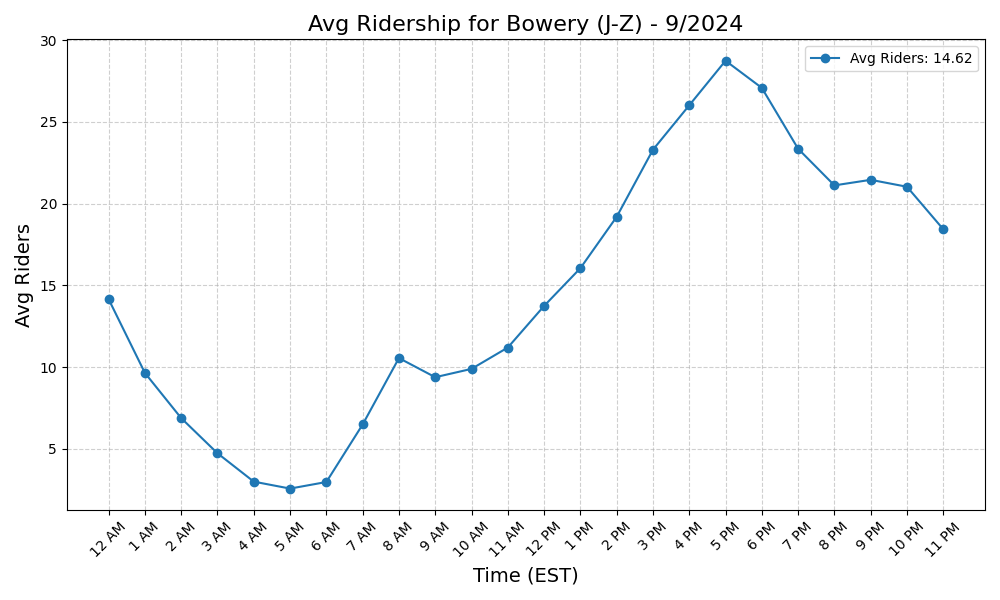 Avg Ridership for Bowery (J-Z) - 9/2024
Avg Riders: 14.62
30
25
20
15
10
5
Avg Riders
12 AM
1 AM
2 AM
3 AM
4 AM
5 AM
6 AM
7 AM
8 AM
9 AM
10 AM
11 AM
12 PM
1 PM
2 PM
3 PM
4 PM
5 PM
6 PM
7 PM
8 PM
9 PM
10 PM
11 PM
Time (EST)